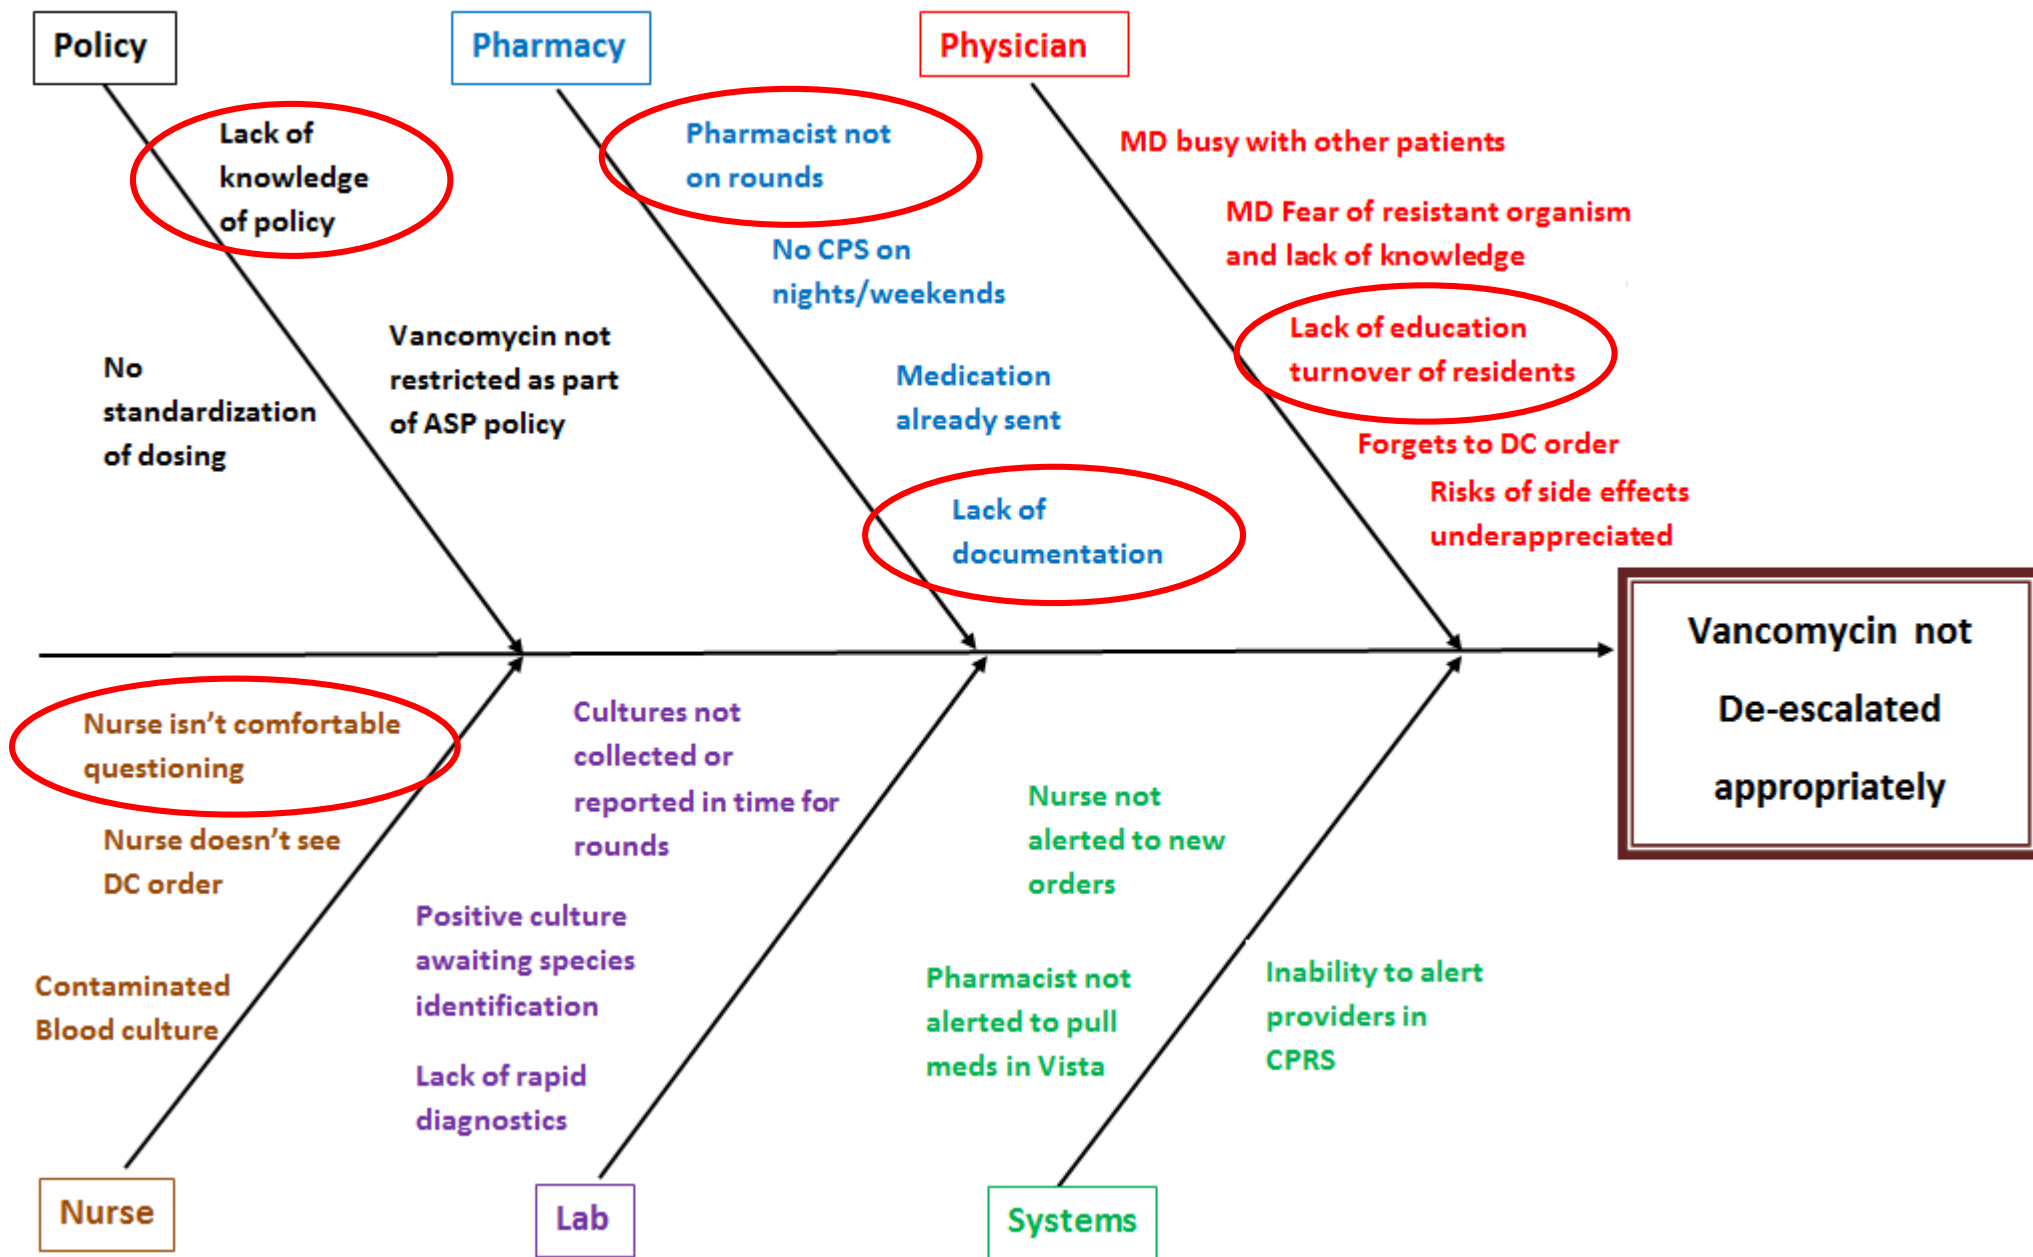 Policy
Pharmacy
Physician
Lack of
knowledge
of policy
No
standardization
of dosing
Vancomycin not
restricted as part
of ASP policy
Pharmacist not
on rounds
No CPS on
nights/weekends
Medication
already sent
Lack of
documentation
MD busy with other patients
MD Fear of resistant organism
and lack of knowledge
Lack of education
turnover of residents
Forgets to DC order
Risks of side effects
underappreciated
Vancomycin not
De-escalated
appropriately
Nurse isn't comfortable
questioning
Nurse doesn't see
DC order
Contaminated
Blood culture
Cultures not
collected or
reported in time for
rounds
Positive culture
awaiting species
identification
Lack of rapid
diagnostics
Nurse not
alerted to new
orders
Pharmacist not
alerted to pull
meds in Vista
Inability to alert
providers in
CPRS
Nurse
Lab
Systems